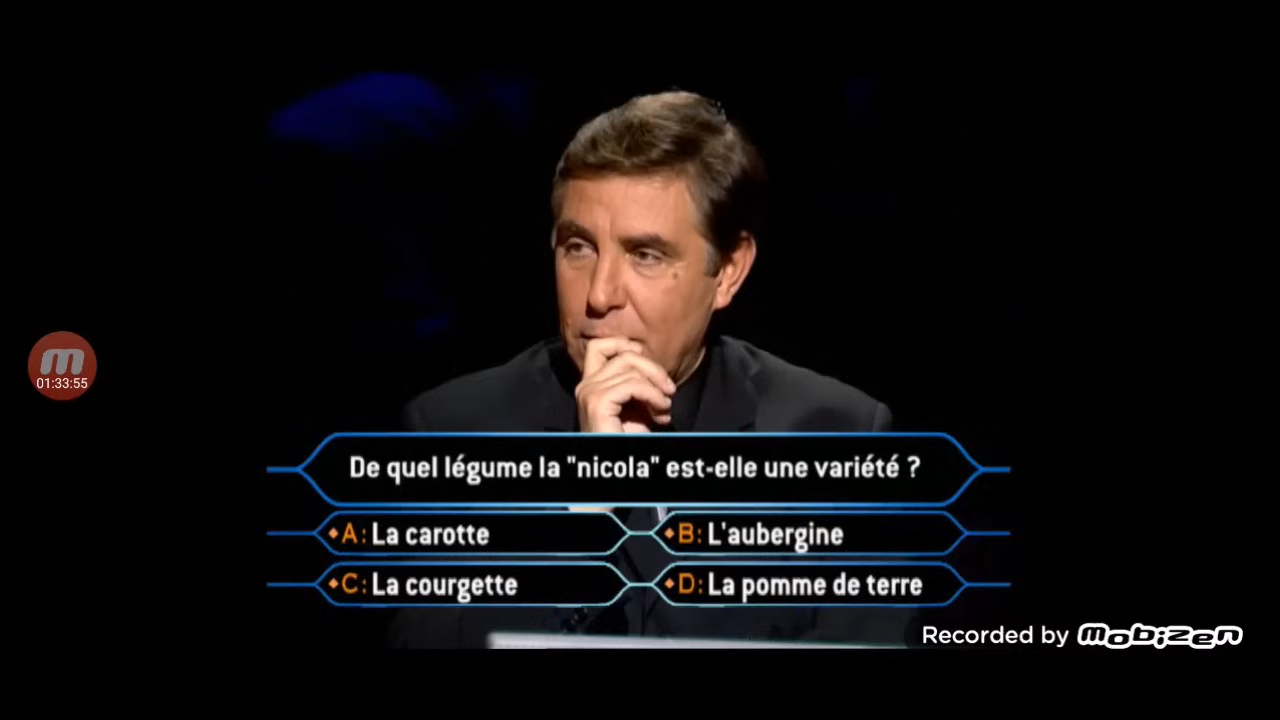 De quel légume la "nicola" est-elle une variété ?
A: La carotte
B: L'aubergine
C: La courgette
D: La pomme de terre
01:33:55
Recorded by mobizen